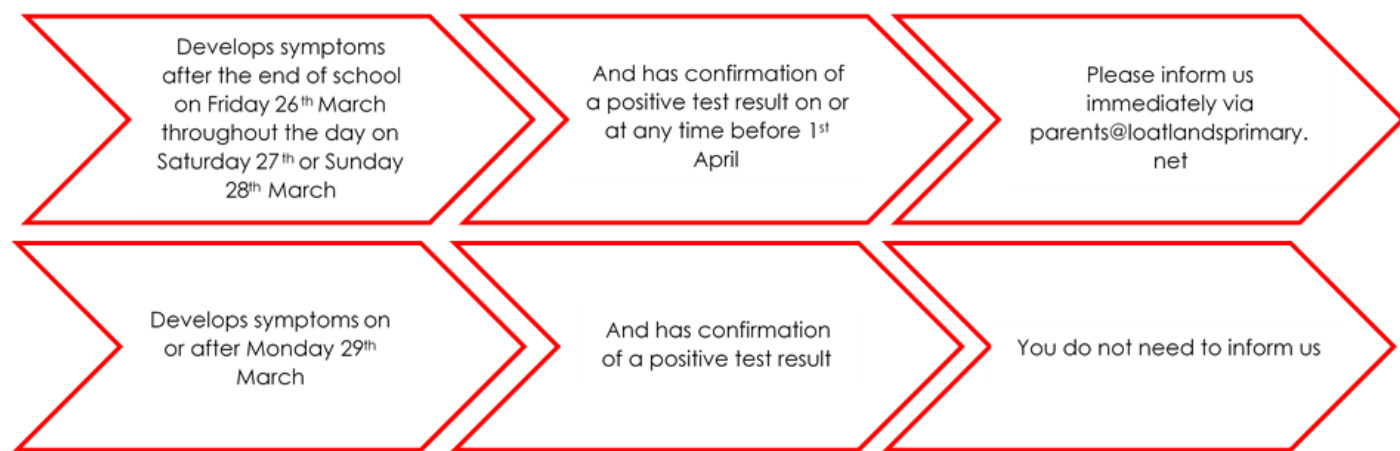 Develops symptoms
after the end of school
on Friday 26th March
throughout the day on
Saturday 27th or Sunday
28th March
And has confirmation of
a positive test result on or
at any time before 1st
April
Please inform us
immediately via
parents@loatlandsprimary.
net
Develops symptoms on
or after Monday 29th
March
And has confirmation
of a positive test result
You do not need to inform us